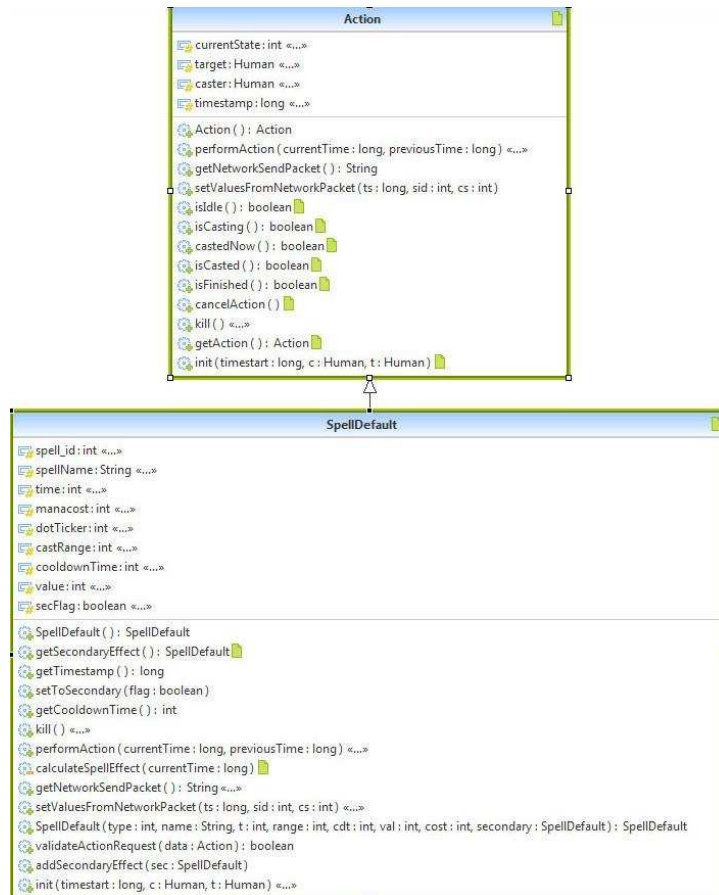 Action
currentState : int «...»
target : Human «...»
caster : Human «...»
timestamp : long «...»
Action ( ) : Action
performAction ( currentTime : long, previousTime : long ) «...»
getNetworkSendPacket ( ) : String
setValuesFromNetworkPacket ( ts : long, sid : int, cs : int )
isIdle ( ) : boolean
isCasting ( ) : boolean
castedNow ( ) : boolean
isCasted ( ) : boolean
isFinished ( ) : boolean
cancelAction ( )
kill ( ) «...»
getAction ( ) : Action
init ( timestart : long, c : Human, t : Human )
SpellDefault
spell_id : int «...»
spellName : String «...»
time : int «...»
manacost : int «...»
dotTicker : int «...»
castRange : int «...»
cooldownTime : int «...»
value : int «...»
secFlag : boolean «...»
SpellDefault ( ) : SpellDefault
getSecondaryEffect ( ) : SpellDefault
getTimestamp ( ) : long
setToSecondary ( flag : boolean )
getCooldownTime ( ) : int
kill ( ) «...»
performAction ( currentTime : long, previousTime : long ) «...»
calculateSpellEffect ( currentTime : long )
getNetworkSendPacket ( ) : String «...»
setValuesFromNetworkPacket ( ts : long, sid : int, cs : int ) «...»
SpellDefault ( type : int, name : String, t : int, range : int, cdt : int, val : int, cost : int, secondary : SpellDefault ) : SpellDefault
validateActionRequest ( data : Action ) : boolean
addSecondaryEffect ( sec : SpellDefault )
init ( timestart : long, c : Human, t : Human ) «...»